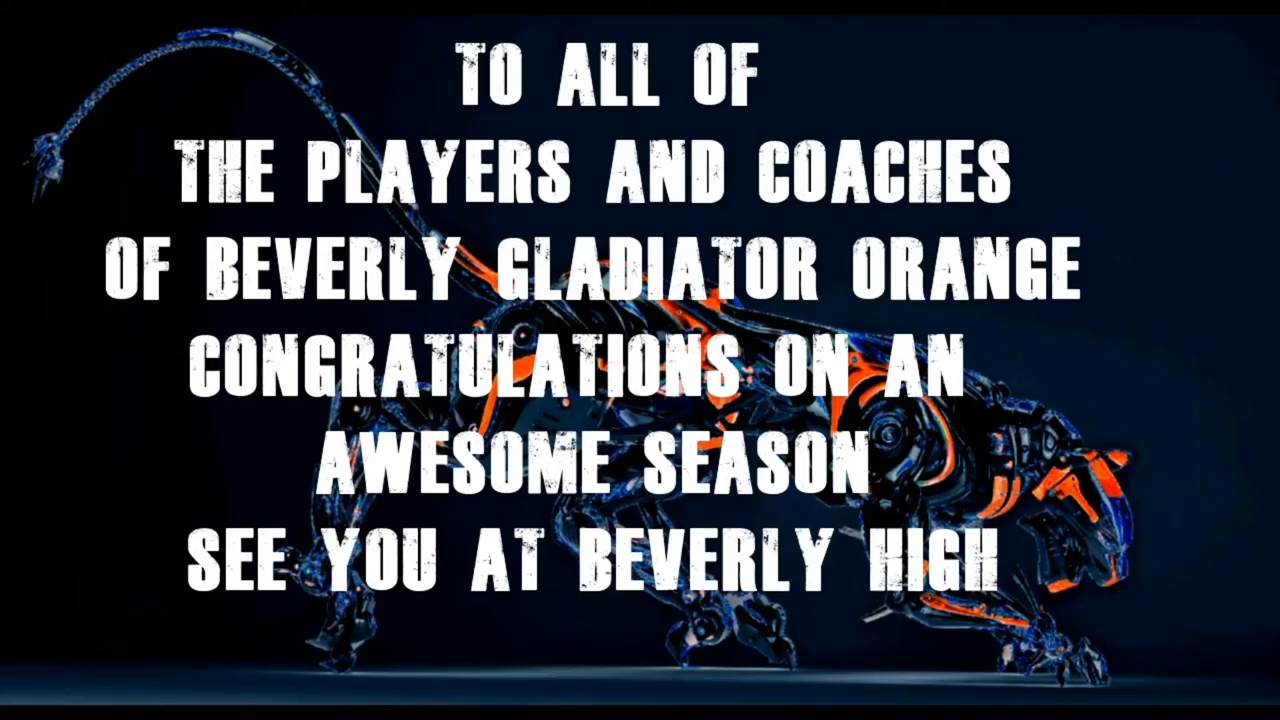 TO ALL OF
THE PLAYERS AND COACHES
OF BEVERLY GLADIATOR ORANGE
CONGRATULATIONS ON AN
AWESOME SEASON
SEE YOU AT BEVERLY HIGH